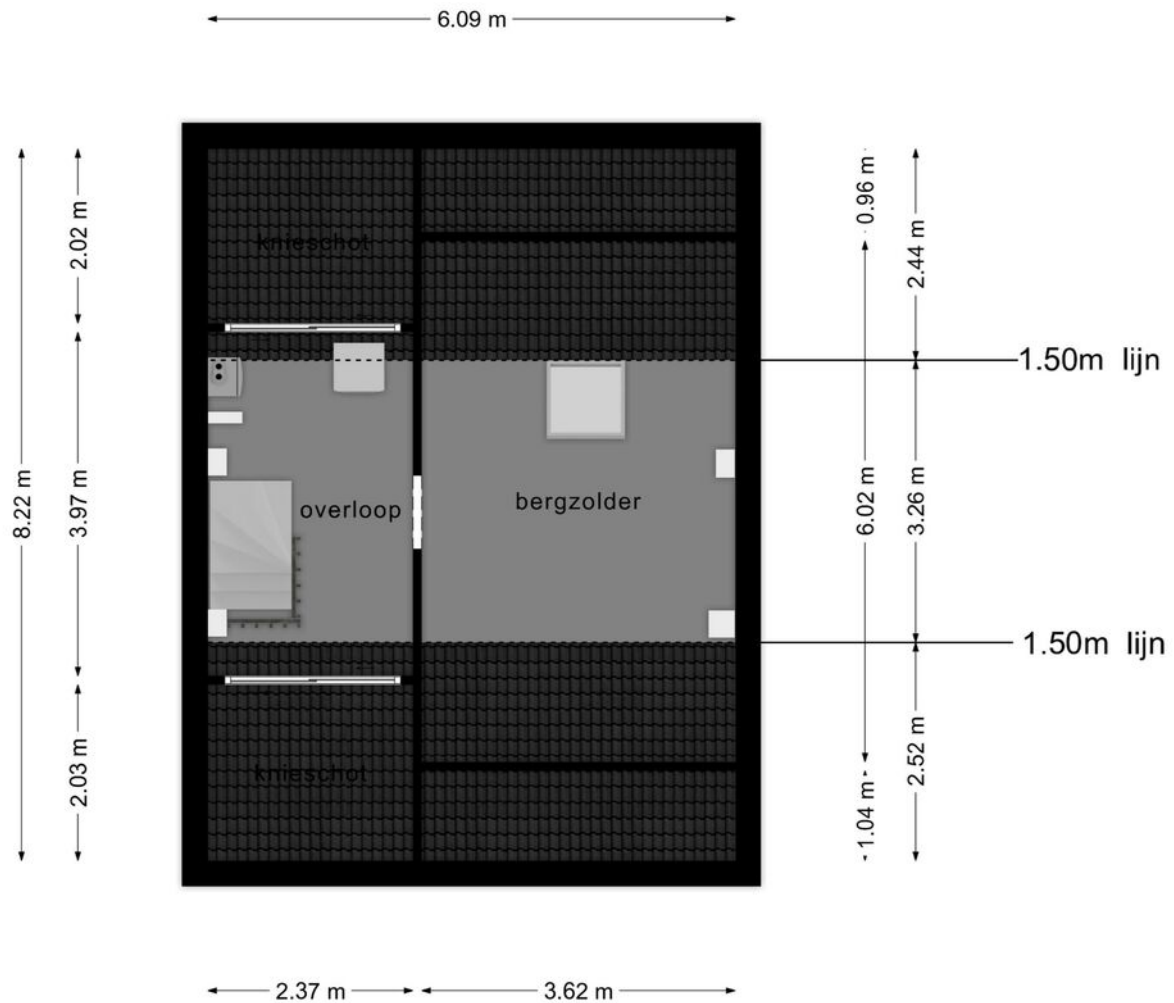 6.09 m
8.22 m
2.02 m
3.97 m
2.03 m
knieschot
overloop
bergzolder
knieschot
0.96 m
6.02 m
1.04 m
2.44 m
3.26 m
2.52 m
1.50m lijn
1.50m lijn
2.37 m
3.62 m